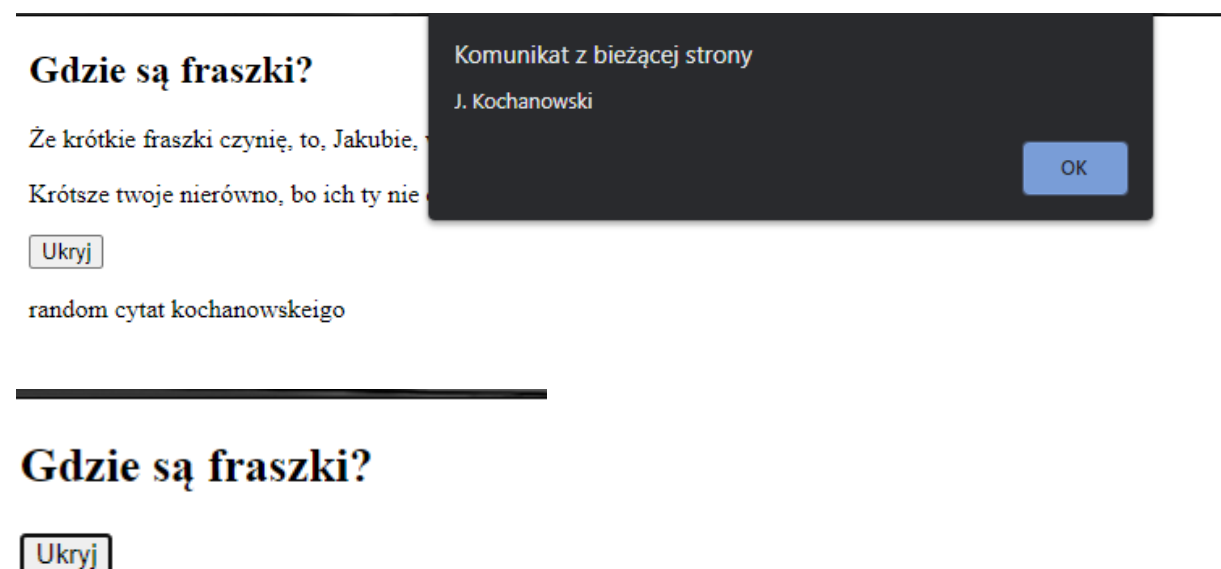 Gdzie są fraszki?
Komunikat z bieżącej strony
J. Kochanowski
OK
Że krótkie fraszki czynię, to, Jakubie,
Krótsze twoje nierówno, bo ich ty nie
Ukryj
random cytat kochanowskeigo
Gdzie są fraszki?
Ukryj